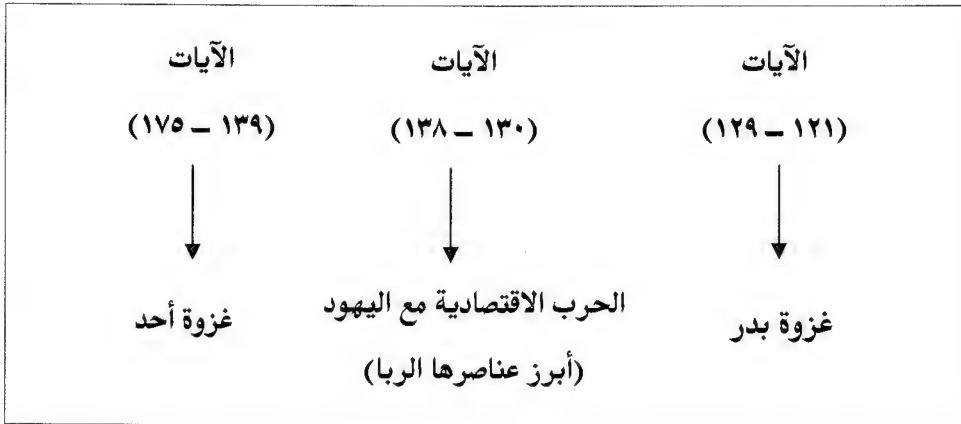 الآيات الآيات الآيات
(١٢١ – ١٢٩) (١٣٠ – ١٣٨) (١٣٩ – ١٧٥)
غزوة بدر الحرب الاقتصادية مع اليهود غزوة أحد
(أبرز عناصرها الربا)